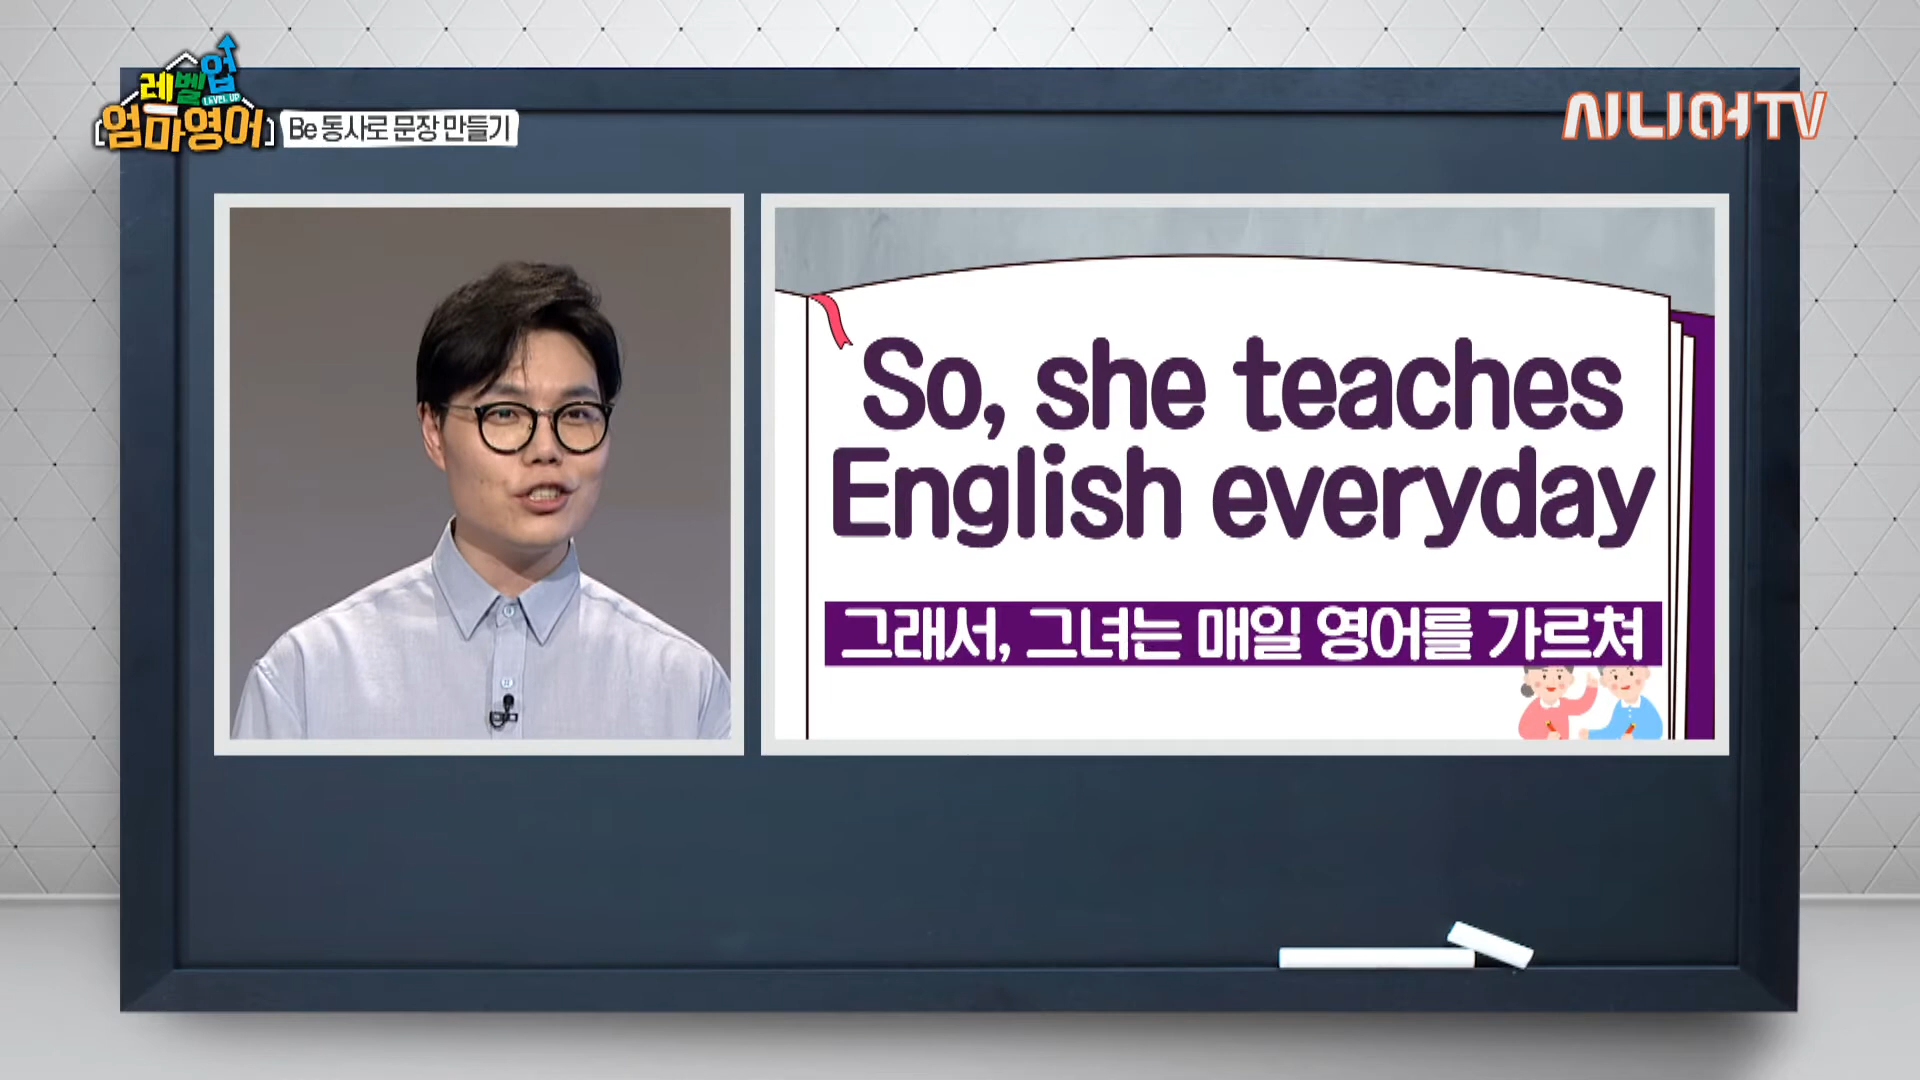 레벨업
LEVEL UP
엄마영어
Be 동사로 문장 만들기
시니어TV
So, she teaches
English everyday
그래서, 그녀는 매일 영어를 가르쳐